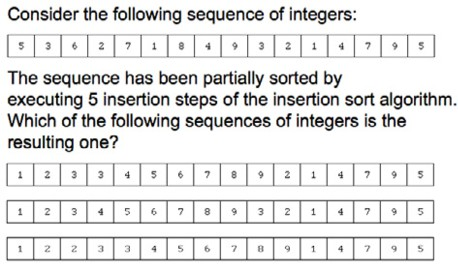 Consider the following sequence of integers:
5 3 6 2 7 1 8 4 9 3 2 1 4 7 9 5
The sequence has been partially sorted by
executing 5 insertion steps of the insertion sort algorithm.
Which of the following sequences of integers is the
resulting one?
1 2 3 3 4 5 6 7 8 9 2 1 4 7 9 5
1 2 3 4 5 6 7 8 9 3 2 1 4 7 9 5
1 2 2 3 3 4 5 6 7 8 9 1 4 7 9 5